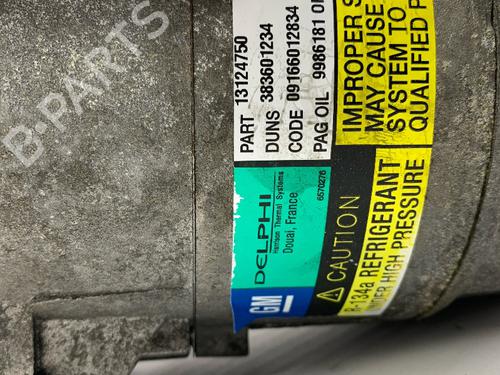 B-PARTS
PART 13124750
DUNS 383601234
CODE 09166012834
PAG OIL 9986181
DELPHI
Harrison Thermal Systems
Douai, France
6570276
GM
IMPROPER
MAY CAUSE
SYSTEM TO
QUALIFIED
CAUTION
R-134a REFRIGERANT
UNDER HIGH PRESSURE